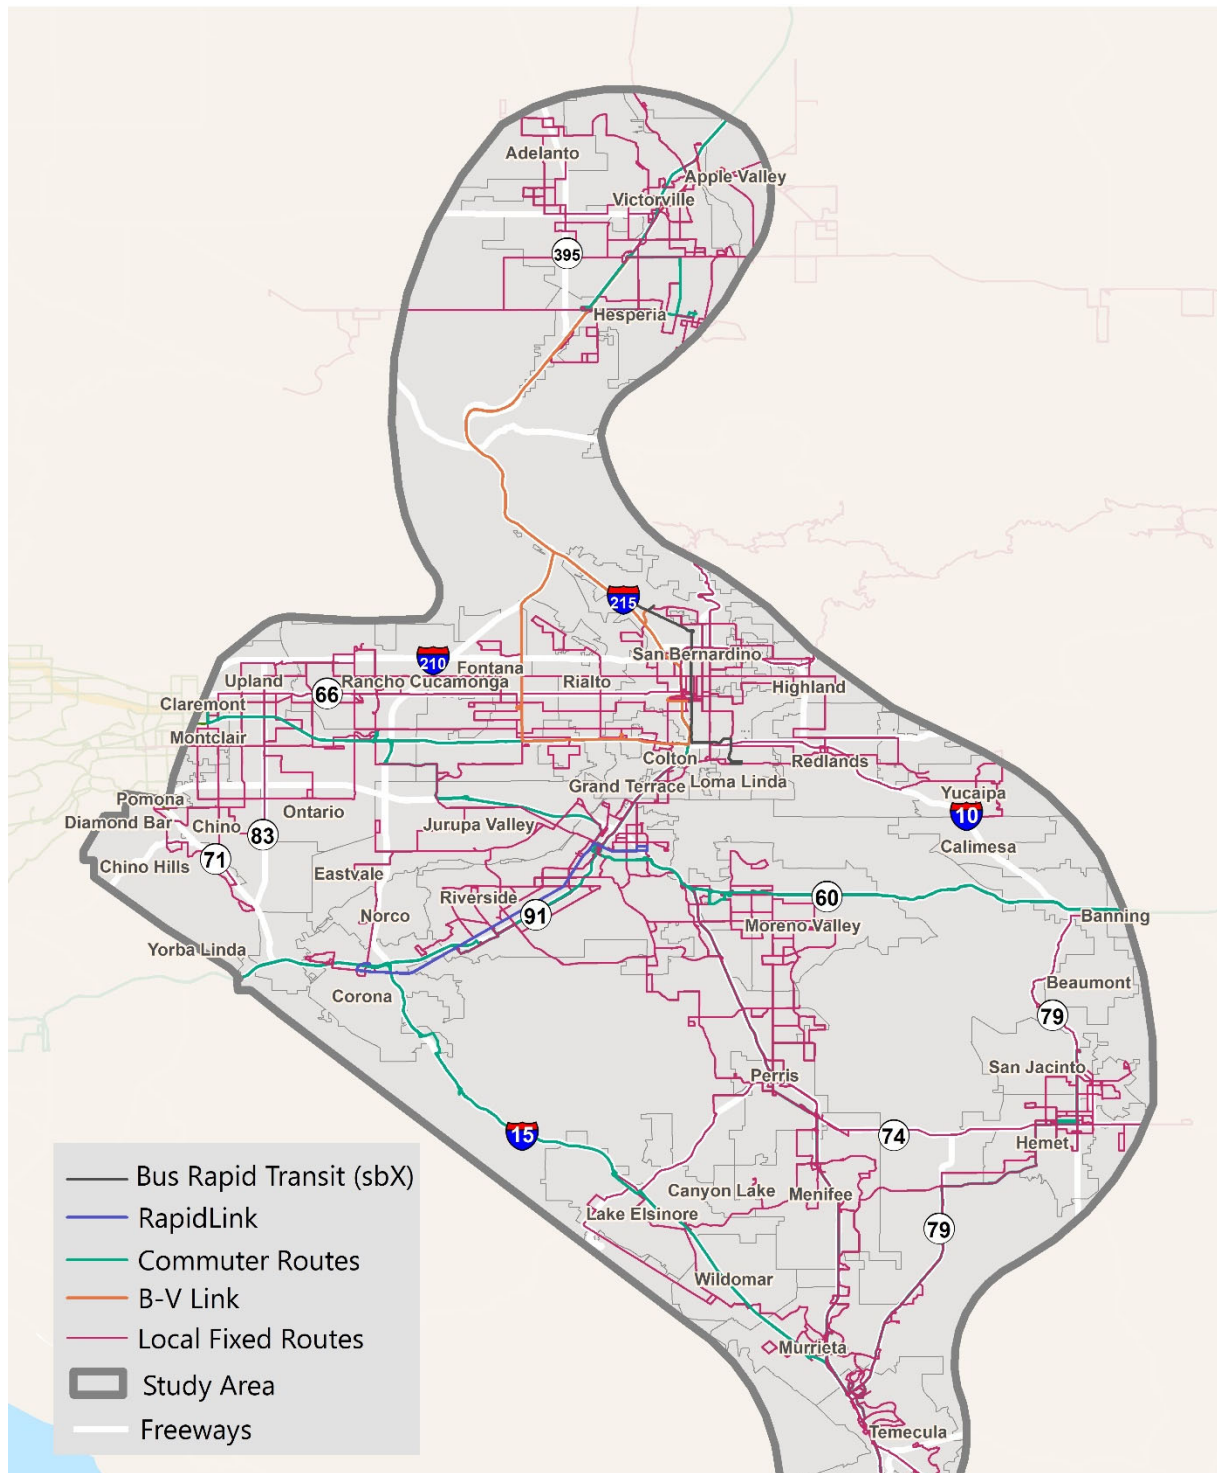 Adelanto
Apple Valley
Victorville
395
Hesperia
215
San Bernardino
210
Fontana
Upland
Rancho Cucamonga
Rialto
Highland
66
Claremont
Montclair
Colton
Redlands
Grand Terrace
Loma Linda
Pomona
Yucaipa
Ontario
10
Diamond Bar
Chino
Jurupa Valley
83
Calimesa
71
Chino Hills
Eastvale
Riverside
60
Norco
91
Banning
Moreno Valley
Yorba Linda
Corona
Beaumont
79
San Jacinto
Perris
15
74
Hemet
Canyon Lake
Menifee
Lake Elsinore
79
Wildomar
Murrieta
Temecula
Bus Rapid Transit (sbX)
RapidLink
Commuter Routes
B-V Link
Local Fixed Routes
Study Area
Freeways